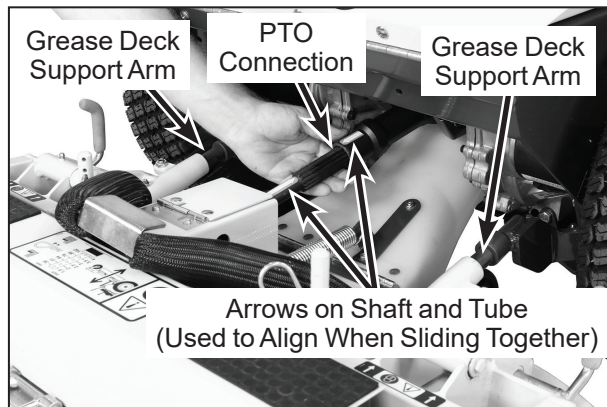 Grease Deck
Support Arm
PTO
Connection
Grease Deck
Support Arm
Arrows on Shaft and Tube
(Used to Align When Sliding Together)